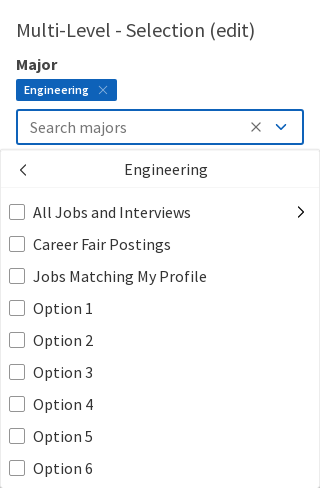 Multi-Level - Selection (edit)
Major
Engineering
Search majors
Engineering
All Jobs and Interviews
Career Fair Postings
Jobs Matching My Profile
Option 1
Option 2
Option 3
Option 4
Option 5
Option 6